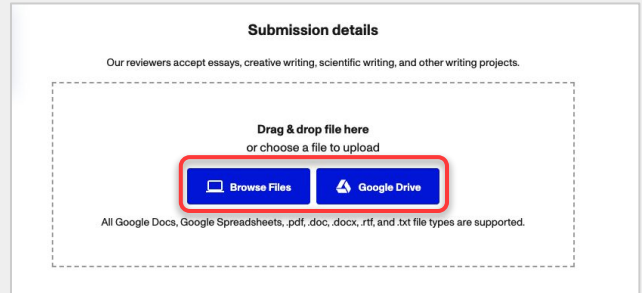 Submission details
Our reviewers accept essays, creative writing, scientific writing, and other writing projects.
Drag & drop file here
or choose a file to upload
Browse Files
Google Drive
All Google Docs, Google Spreadsheets, .pdf, .doc, .docx, .rtf, and .txt file types are supported.